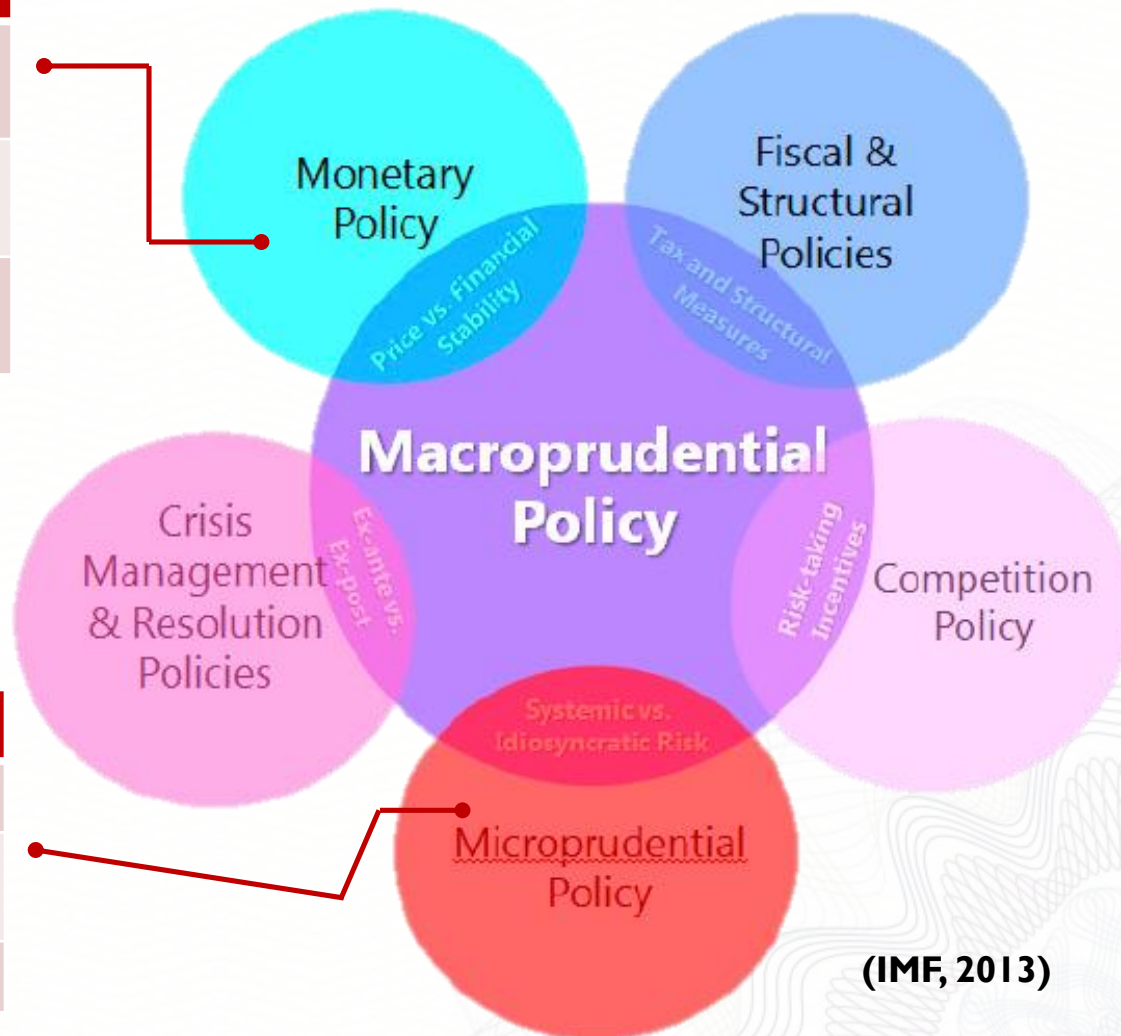 Monetary
Policy
Price vs. Financial
Stability
Fiscal &
Structural
Policies
Tax and Structural
Measures
Macroprudential
Policy
Crisis
Management
& Resolution
Policies
Ex-ante vs.
Ex-post
Risk-taking
Incentives
Competition
Policy
Systemic vs.
Idiosyncratic Risk
Microprudential
Policy
(IMF, 2013)